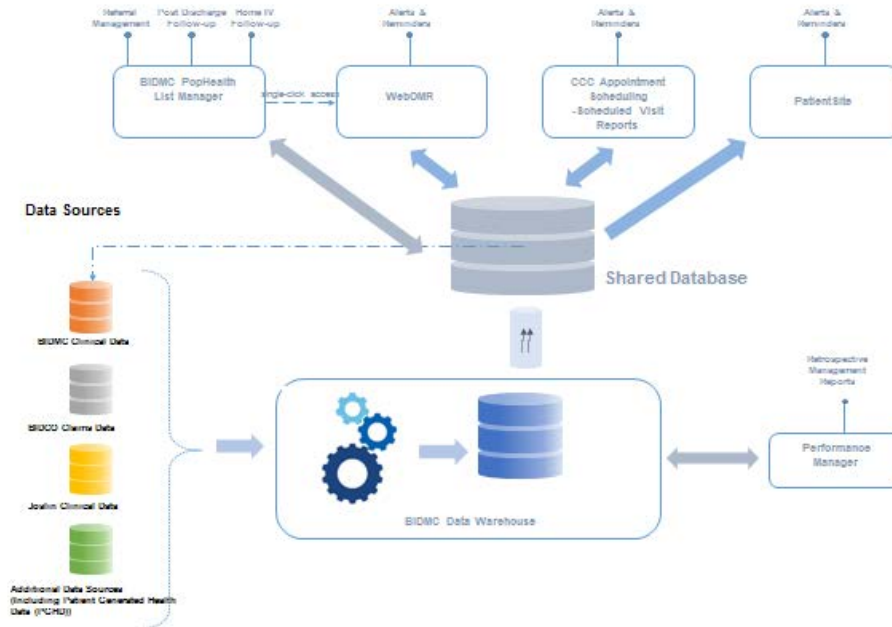 Referral
Management
Post Discharge
Follow-up
Home IV
Follow-up
Alerts &
Reminders
Alerts &
Reminders
Alerts &
Reminders
BIDMC PopHealth
List Manager
single-click access
WebOMR
CCC Appointment
Scheduling
-Scheduled Visit
Reports
PatientSite
Data Sources
Shared Database
BIDMC Clinical Data
BIDCO Claims Data
Joslin Clinical Data
Additional Data Sources
(Including Patient Generated Health
Data (PGHD))
BIDMC Data Warehouse
Retrospective
Management
Reports
Performance
Manager